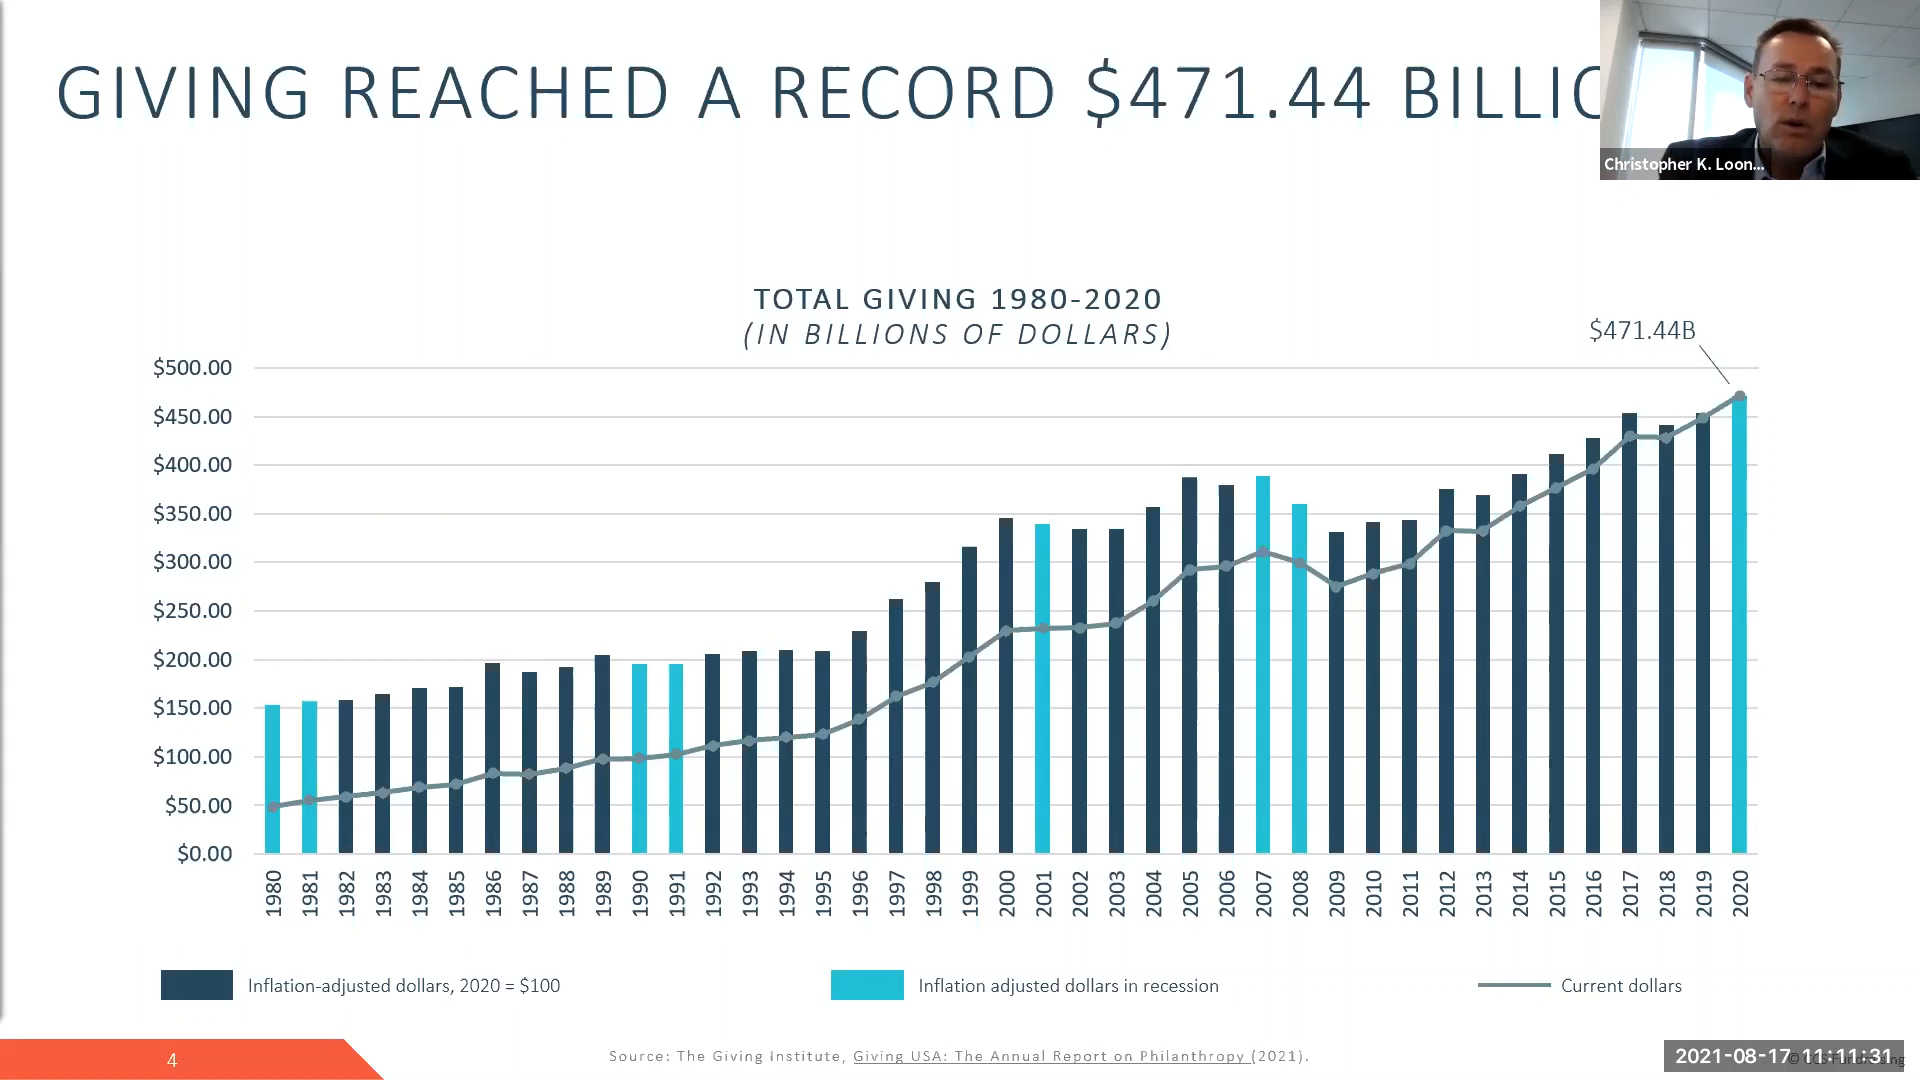 GIVING REACHED A RECORD $471.44 BILLIO
Christopher K. Loon...
TOTAL GIVING 1980-2020
(IN BILLIONS OF DOLLARS)
$471.44B
$500.00
$450.00
$400.00
$350.00
$300.00
$250.00
$200.00
$150.00
$100.00
$50.00
$0.00
1980 1981 1982 1983 1984 1985 1986 1987 1988 1989 1990 1991 1992 1993 1994 1995 1996 1997 1998 1999 2000 2001 2002 2003 2004 2005 2006 2007 2008 2009 2010 2011 2012 2013 2014 2015 2016 2017 2018 2019 2020
Inflation-adjusted dollars, 2020 = $100
Inflation adjusted dollars in recession
Current dollars
4
Source: The Giving Institute, Giving USA: The Annual Report on Philanthropy (2021).
2021-08-17 11:11:31